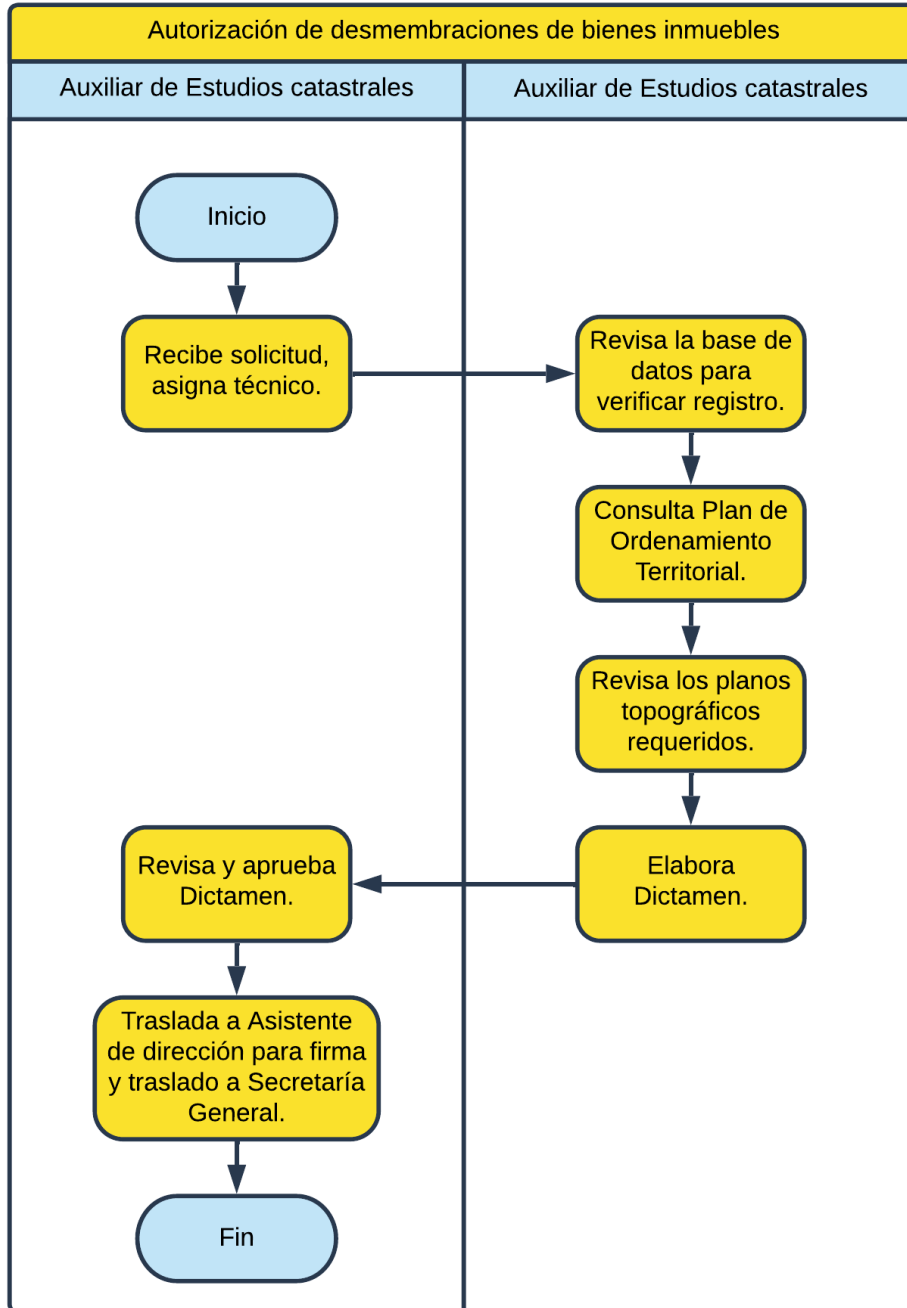 Autorización de desmembraciones de bienes inmuebles
Auxiliar de Estudios catastrales
Auxiliar de Estudios catastrales
Inicio
Recibe solicitud,
asigna técnico.
Revisa la base de
datos para
verificar registro.
Consulta Plan de
Ordenamiento
Territorial.
Revisa los planos
topográficos
requeridos.
Elabora
Dictamen.
Revisa y aprueba
Dictamen.
Traslada a Asistente
de dirección para firma
y traslado a Secretaría
General.
Fin